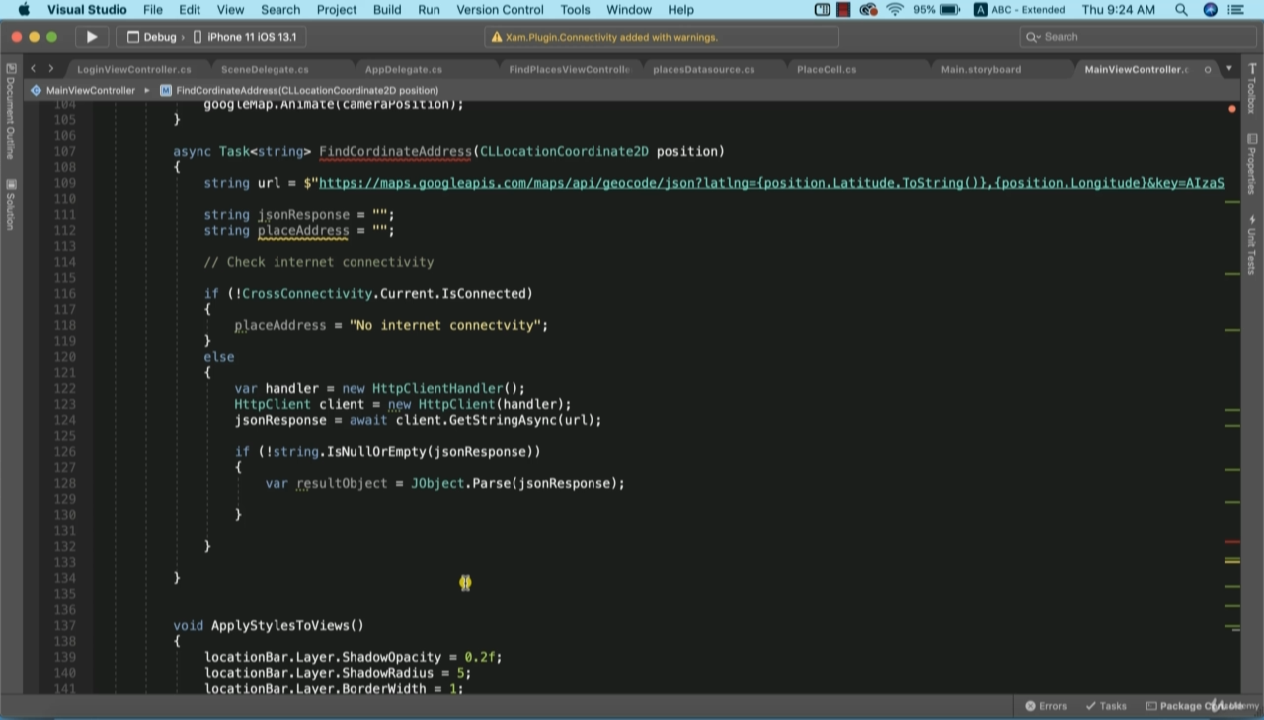 Visual Studio File Edit View Search Project Build Run Version Control Tools Window Help 95% A ABC - Extended Thu 9:24 AM
Debug › iPhone 11 iOS 13.1 Xam.Plugin.Connectivity added with warnings. Search
LoginViewController.cs SceneDelegate.cs AppDelegate.cs FindPlacesViewControlle placesDatasource.cs PlaceCell.cs Main.storyboard MainViewController.c
MainViewController M FindCordinateAddress(CLLocationCoordinate2D position)
104 googleMap.Animate(cameraPosition);
105 }
106
107 async Task<string> FindCordinateAddress(CLLocationCoordinate2D position)
108 {
109 string url = $"https://maps.googleapis.com/maps/api/geocode/json?latlng={position.Latitude.ToString()},{position.Longitude}&key=AIzaS
110
111 string jsonResponse = "";
112 string placeAddress = "";
113
114 // Check internet connectivity
115
116 if (!CrossConnectivity.Current.IsConnected)
117 {
118 placeAddress = "No internet connectvity";
119 }
120 else
121 {
122 var handler = new HttpClientHandler();
123 HttpClient client = new HttpClient(handler);
124 jsonResponse = await client.GetStringAsync(url);
125
126 if (!string.IsNullOrEmpty(jsonResponse))
127 {
128 var resultObject = JObject.Parse(jsonResponse);
129
130 }
131
132 }
133
134 }
135
136
137 void ApplyStylesToViews()
138 {
139 locationBar.Layer.ShadowOpacity = 0.2f;
140 locationBar.Layer.ShadowRadius = 5;
141 locationBar.Layer.BorderWidth = 1;
Document Outline
Solution
Toolbox
Properties
Unit Tests
Errors Tasks Package